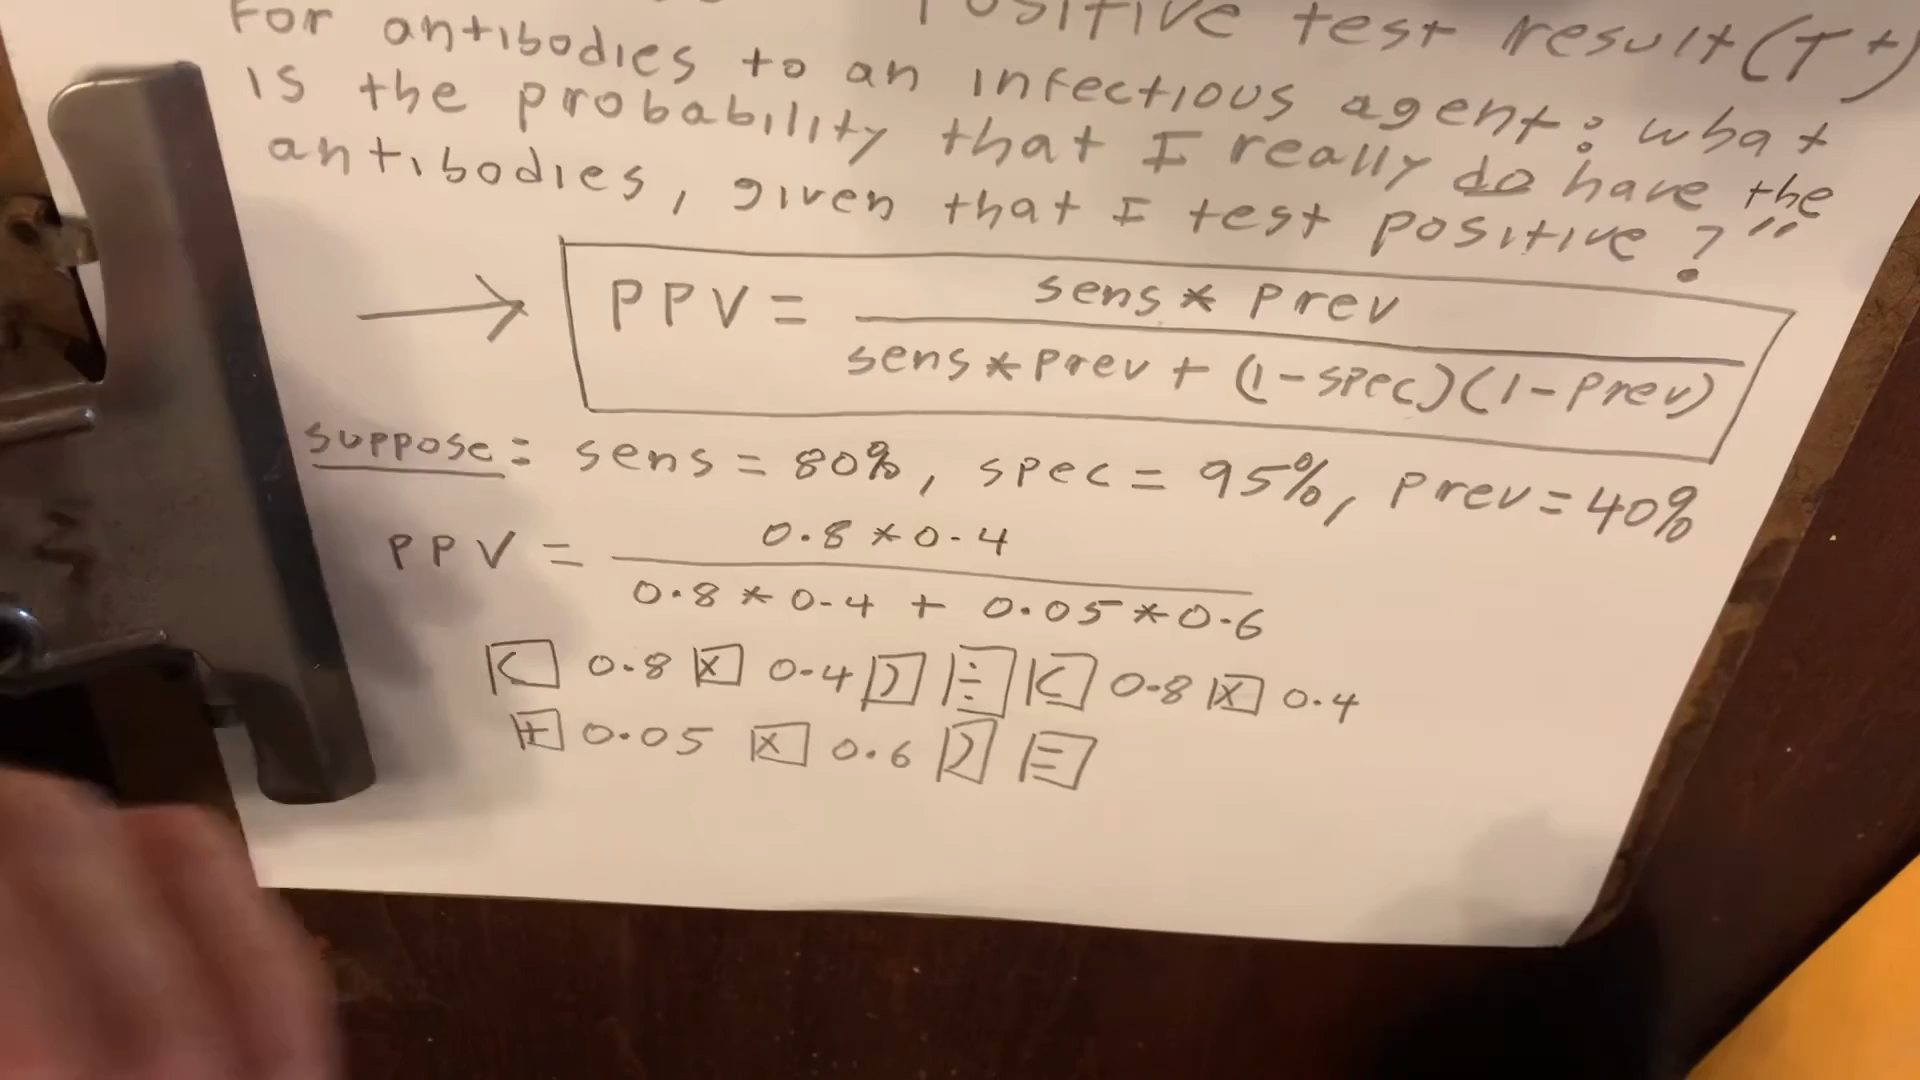 Positive test result (T+)
For antibodies to an infectious agent: what
is the probability that I really do have the
antibodies, given that I test positive?"
→ PPV = sens * prev / sens * prev + (1-spec)(1-prev)
suppose: sens = 80%, spec = 95%, prev = 40%
PPV = 0.8 * 0.4 / 0.8 * 0.4 + 0.05 * 0.6
( 0.8 x 0.4 ) ÷ ( 0.8 x 0.4
+ 0.05 x 0.6 ) =